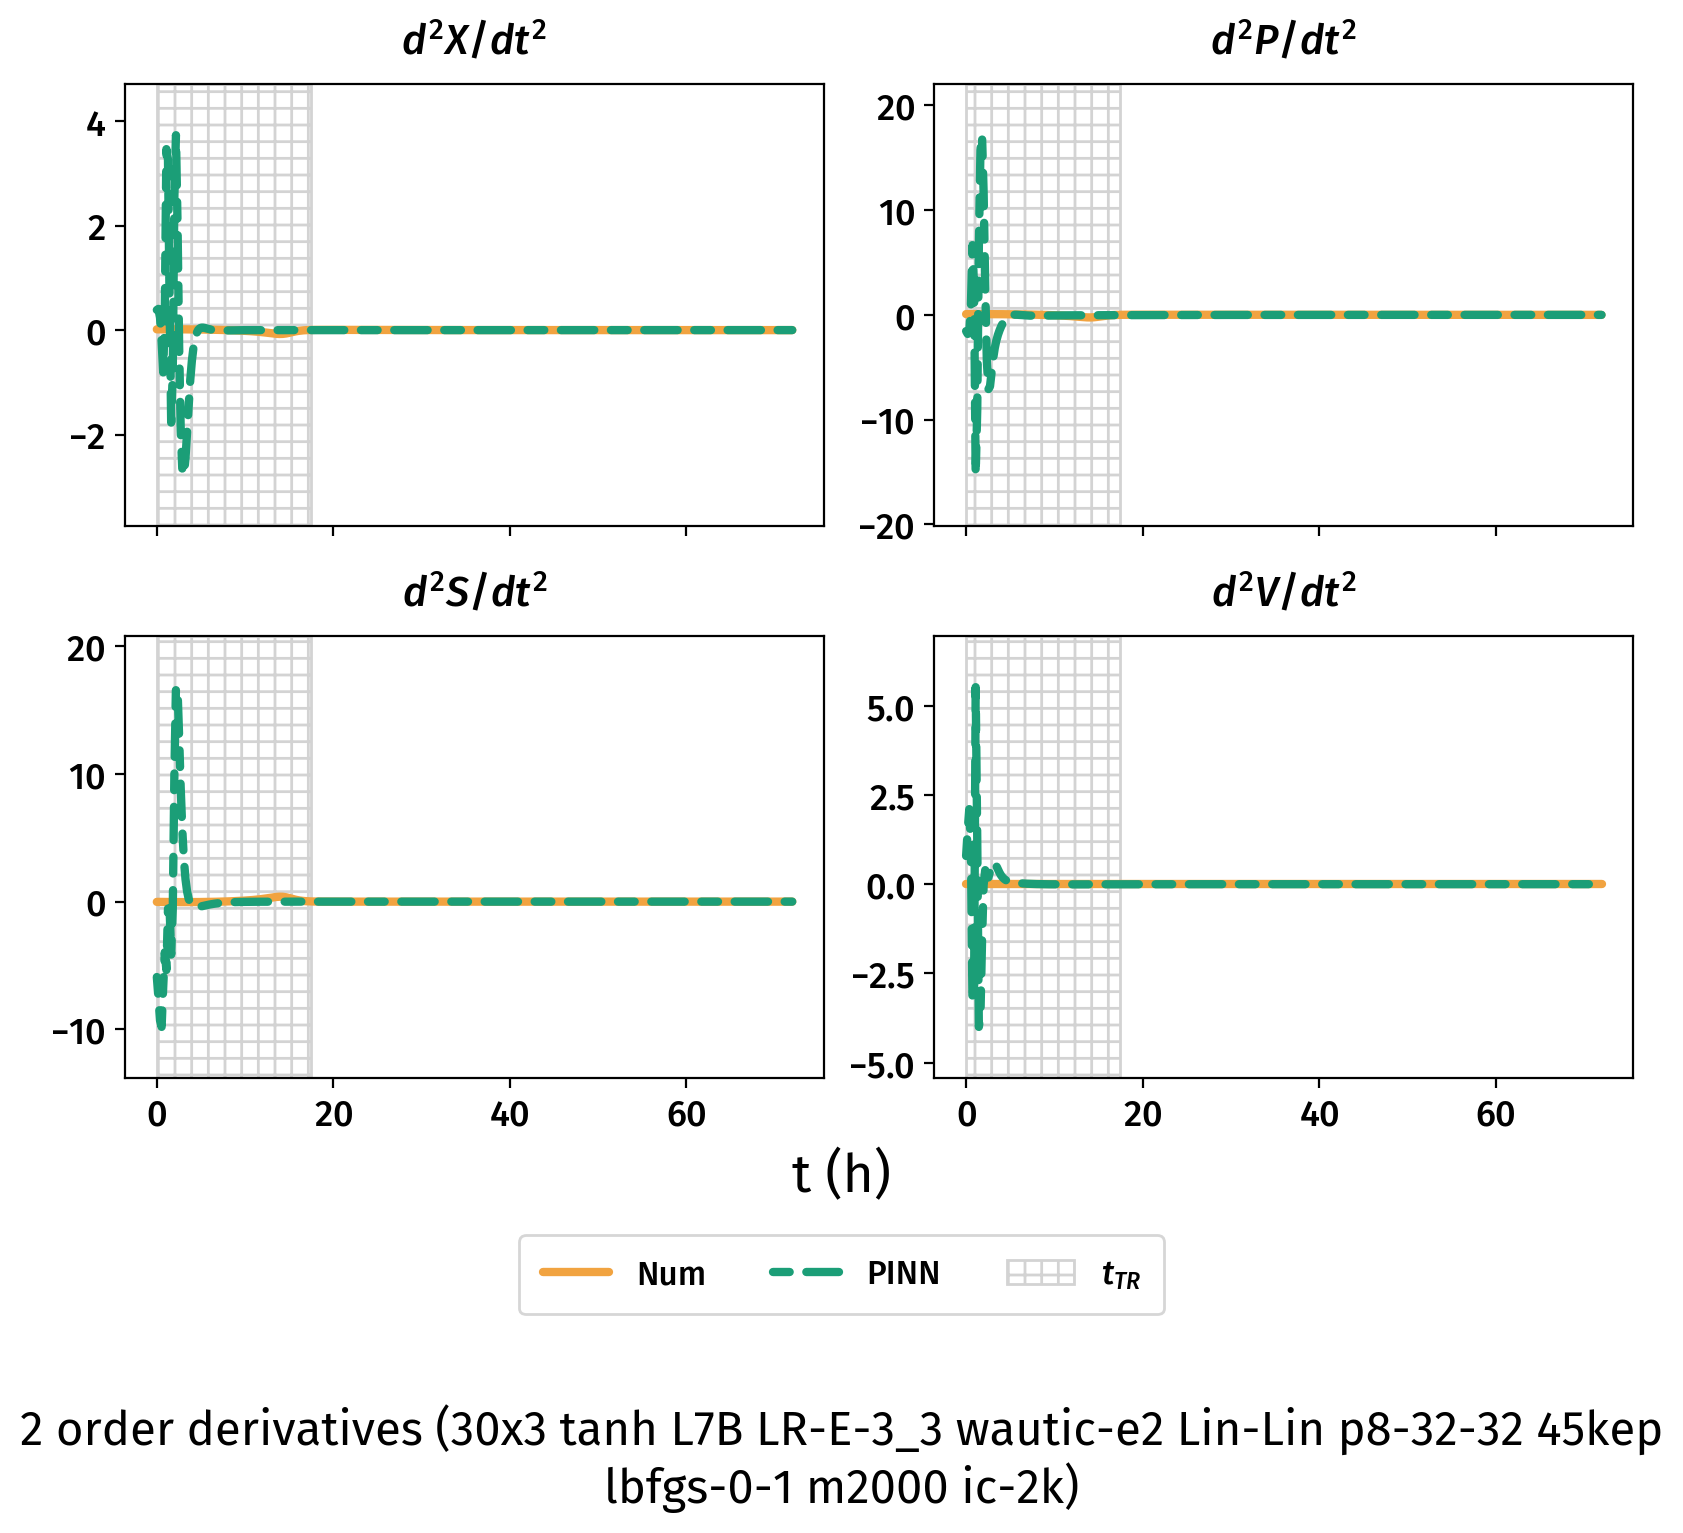 d²X/dt² d²P/dt²
4
2
0
−2
20
10
0
−10
−20
d²S/dt² d²V/dt²
20
10
0
−10
5.0
2.5
0.0
−2.5
−5.0
0 20 40 60 0 20 40 60
t (h)
Num PINN t_TR
2 order derivatives (30x3 tanh L7B LR-E-3_3 wautic-e2 Lin-Lin p8-32-32 45kep
lbfgs-0-1 m2000 ic-2k)